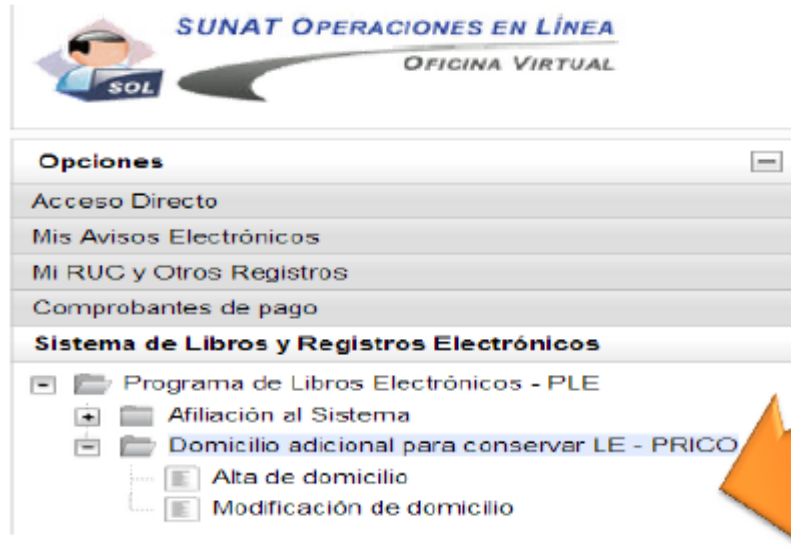 SUNAT OPERACIONES EN LÍNEA
OFICINA VIRTUAL
SOL
Opciones
Acceso Directo
Mis Avisos Electrónicos
Mi RUC y Otros Registros
Comprobantes de pago
Sistema de Libros y Registros Electrónicos
Programa de Libros Electrónicos - PLE
Afiliación al Sistema
Domicilio adicional para conservar LE - PRICO
Alta de domicilio
Modificación de domicilio